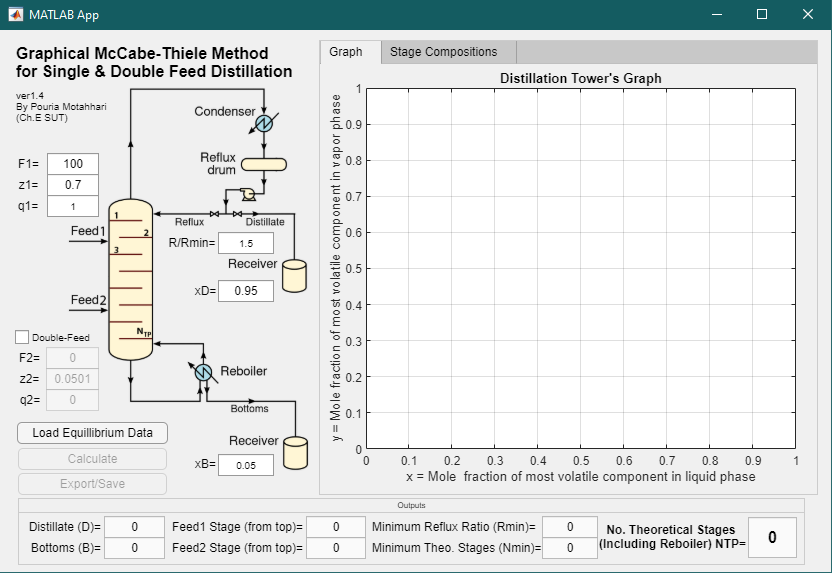 MATLAB App
Graphical McCabe-Thiele Method
for Single & Double Feed Distillation
ver1.4
By Pouria Motahhari
(Ch.E SUT)
F1= 100
z1= 0.7
q1= 1
Condenser
Reflux
drum
Reflux
Distillate
R/Rmin= 1.5
Receiver
xD= 0.95
Feed1
1
2
3
Feed2
NTP
Double-Feed
F2= 0
z2= 0.0501
q2= 0
Reboiler
Bottoms
Receiver
xB= 0.05
Load Equillibrium Data
Calculate
Export/Save
Graph
Stage Compositions
Distillation Tower's Graph
y = Mole fraction of most volatile component in vapor phase
1
0.9
0.8
0.7
0.6
0.5
0.4
0.3
0.2
0.1
0
0 0.1 0.2 0.3 0.4 0.5 0.6 0.7 0.8 0.9 1
x = Mole fraction of most volatile component in liquid phase
Outputs
Distillate (D)= 0 Feed1 Stage (from top)= 0 Minimum Reflux Ratio (Rmin)= 0
Bottoms (B)= 0 Feed2 Stage (from top)= 0 Minimum Theo. Stages (Nmin)= 0
No. Theoretical Stages
(Including Reboiler) NTP= 0